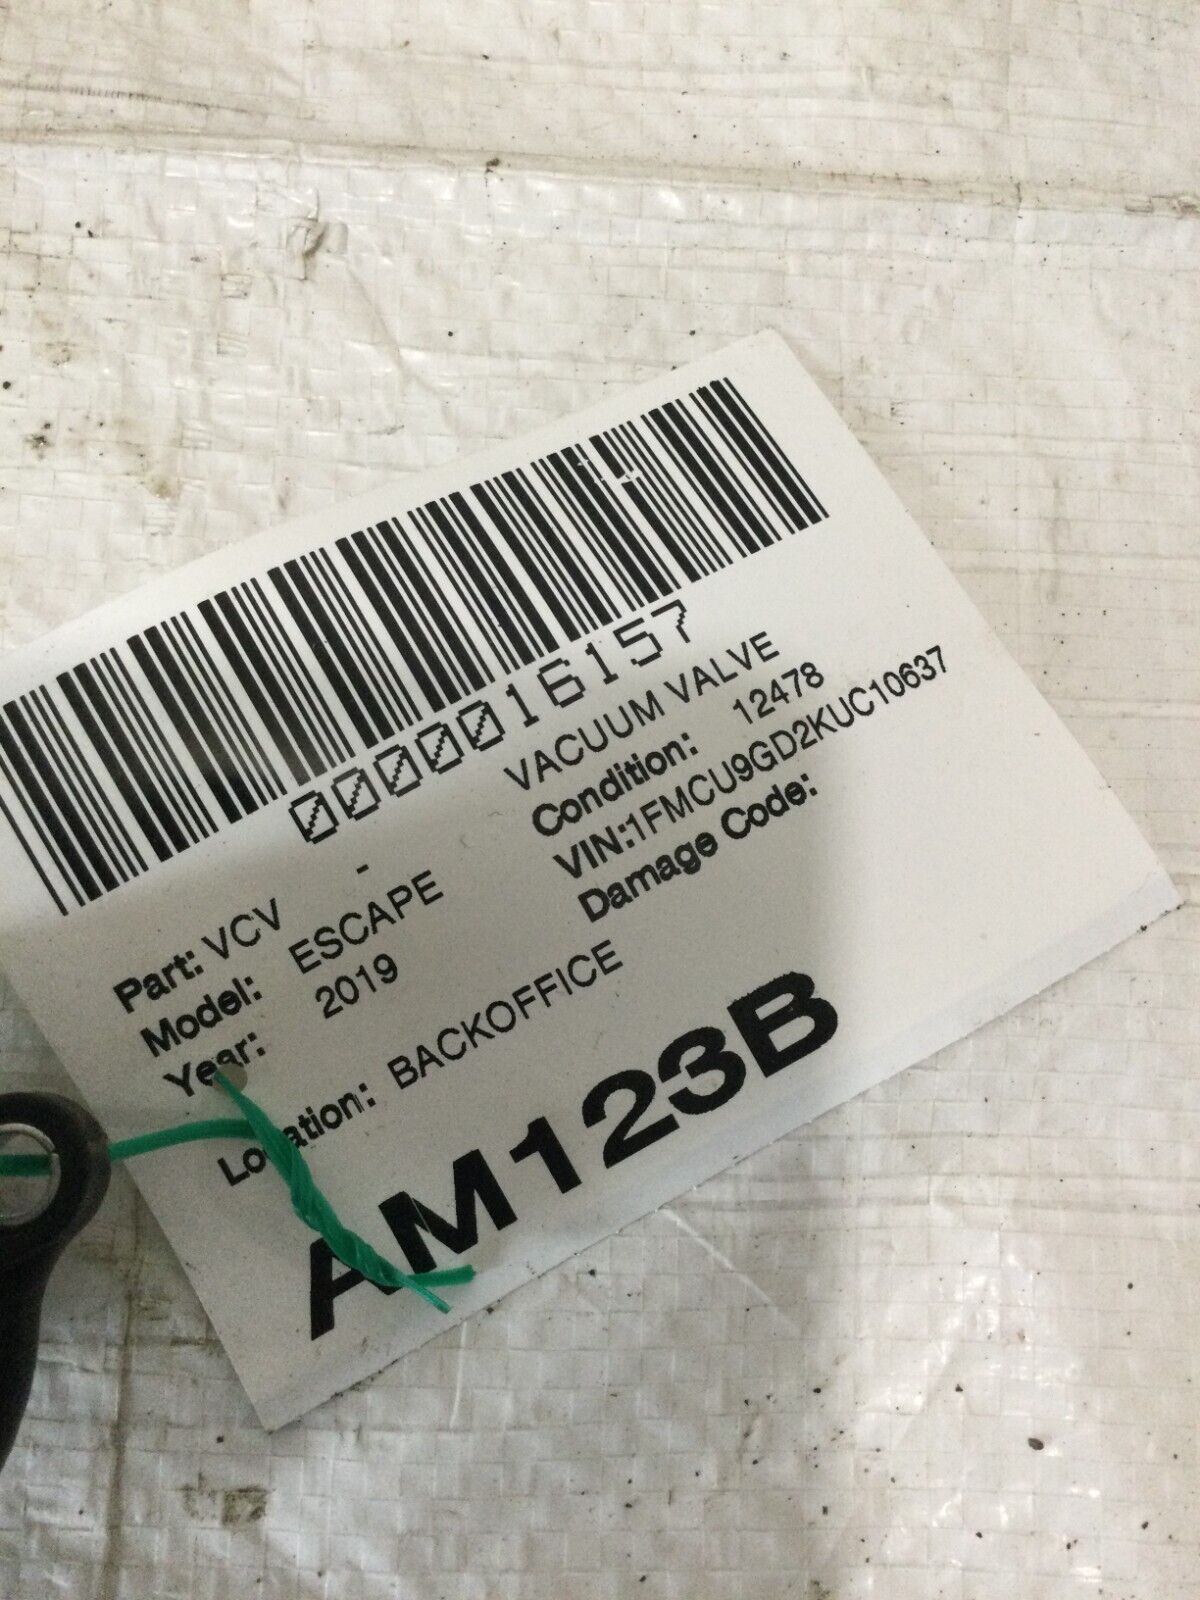 0000016157
Part: VCV - VACUUM VALVE
Model: ESCAPE Condition: 12478
Year: 2019 VIN:1FMCU9GD2KUC10637
Damage Code:
Location: BACKOFFICE
AM123B